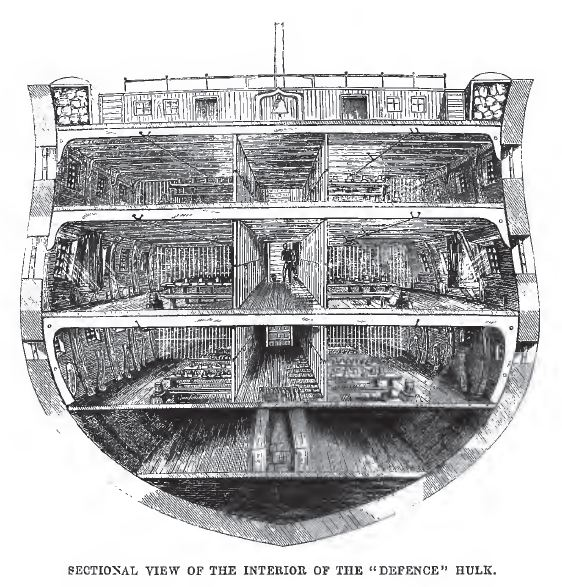 SECTIONAL VIEW OF THE INTERIOR OF THE “DEFENCE” HULK.